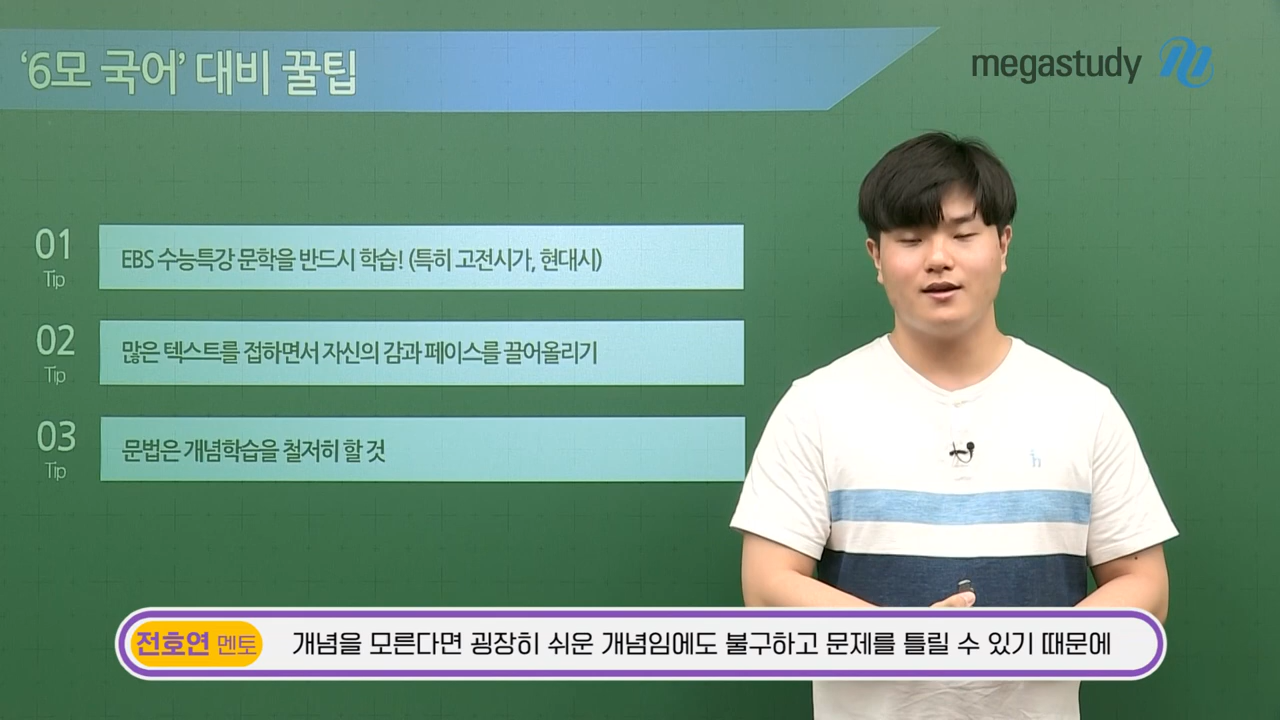 ‘6모 국어’ 대비 꿀팁
megastudy
01
Tip
EBS 수능특강 문학을 반드시 학습! (특히 고전시가, 현대시)
02
Tip
많은 텍스트를 접하면서 자신의 감과 페이스를 끌어올리기
03
Tip
문법은 개념학습을 철저히 할 것
전호연 멘토 개념을 모른다면 굉장히 쉬운 개념임에도 불구하고 문제를 틀릴 수 있기 때문에